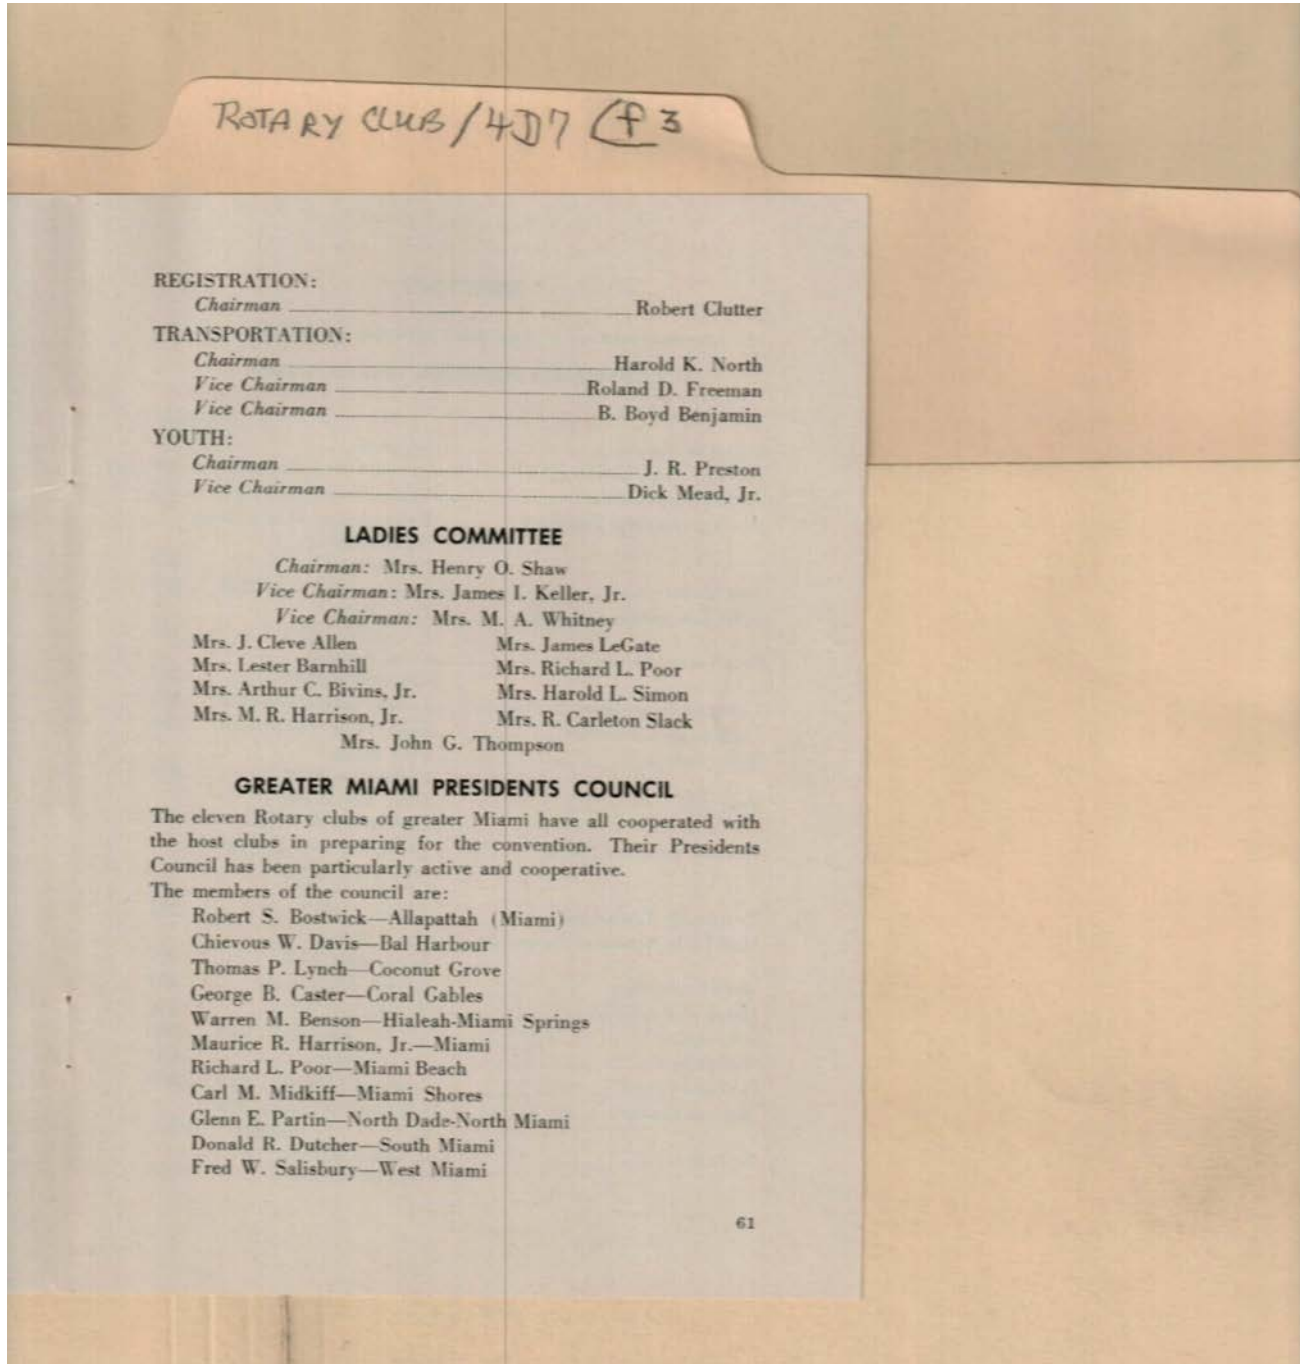 ROTARY CLUB/4D7 (f 3
REGISTRATION:
Chairman Robert Clutter
TRANSPORTATION:
Chairman Harold K. North
Vice Chairman Roland D. Freeman
Vice Chairman B. Boyd Benjamin
YOUTH:
Chairman J. R. Preston
Vice Chairman Dick Mead, Jr.
LADIES COMMITTEE
Chairman: Mrs. Henry O. Shaw
Vice Chairman: Mrs. James I. Keller, Jr.
Vice Chairman: Mrs. M. A. Whitney
Mrs. J. Cleve Allen Mrs. James LeGate
Mrs. Lester Barnhill Mrs. Richard L. Poor
Mrs. Arthur C. Bivins, Jr. Mrs. Harold L. Simon
Mrs. M. R. Harrison, Jr. Mrs. R. Carleton Slack
Mrs. John G. Thompson
GREATER MIAMI PRESIDENTS COUNCIL
The eleven Rotary clubs of greater Miami have all cooperated with
the host clubs in preparing for the convention. Their Presidents
Council has been particularly active and cooperative.
The members of the council are:
Robert S. Bostwick—Allapattah (Miami)
Chievous W. Davis—Bal Harbour
Thomas P. Lynch—Coconut Grove
George B. Caster—Coral Gables
Warren M. Benson—Hialeah-Miami Springs
Maurice R. Harrison, Jr.—Miami
Richard L. Poor—Miami Beach
Carl M. Midkiff—Miami Shores
Glenn E. Partin—North Dade-North Miami
Donald R. Dutcher—South Miami
Fred W. Salisbury—West Miami
61